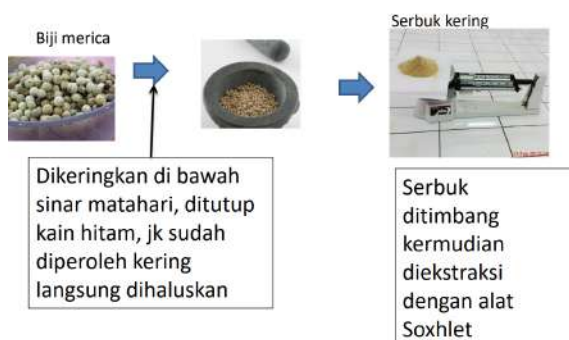 Biji merica
Serbuk kering
Dikeringkan di bawah
sinar matahari, ditutup
kain hitam, jk sudah
diperoleh kering
langsung dihaluskan
Serbuk
ditimbang
kermudian
diekstraksi
dengan alat
Soxhlet